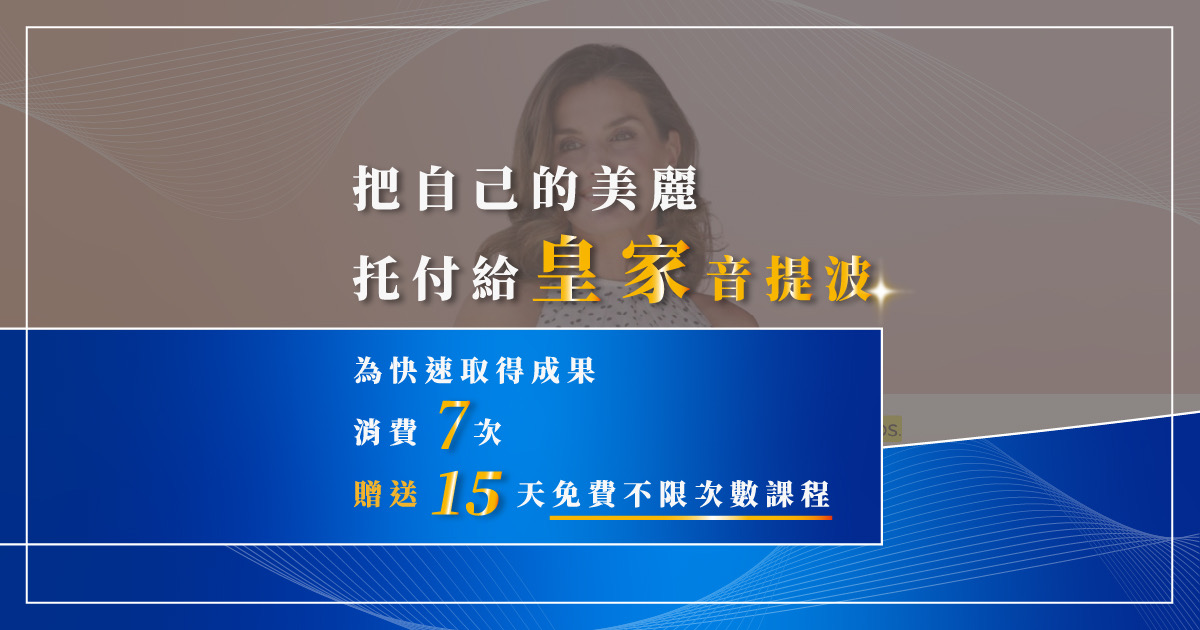 把自己的美麗
托付給皇家音提波
為快速取得成果
消費7次
贈送15天免費不限次數課程
os.